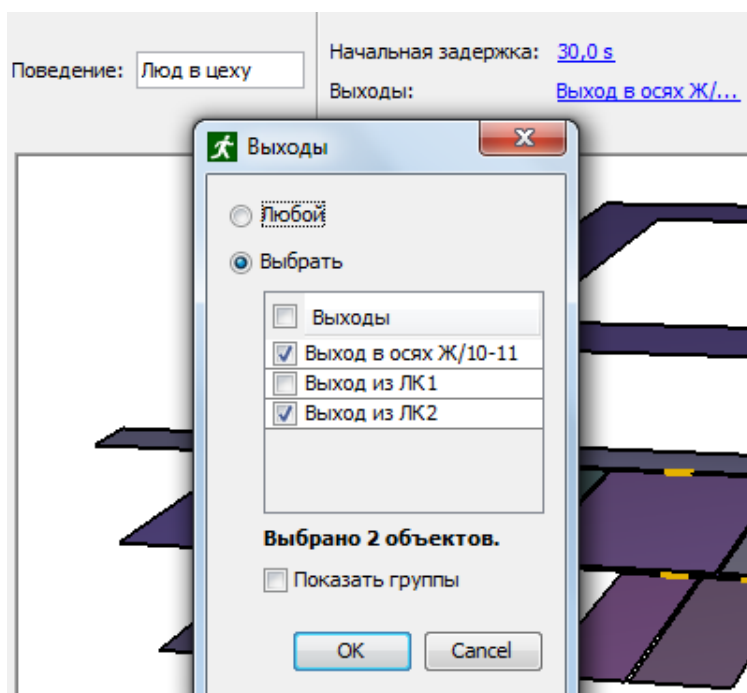 Начальная задержка: 30,0 s
Поведение: Люд в цеху
Выходы: Выход в осях Ж/...
Выходы
Любой
Выбрать
Выходы
Выход в осях Ж/10-11
Выход из ЛК1
Выход из ЛК2
Выбрано 2 объектов.
Показать группы
OK Cancel